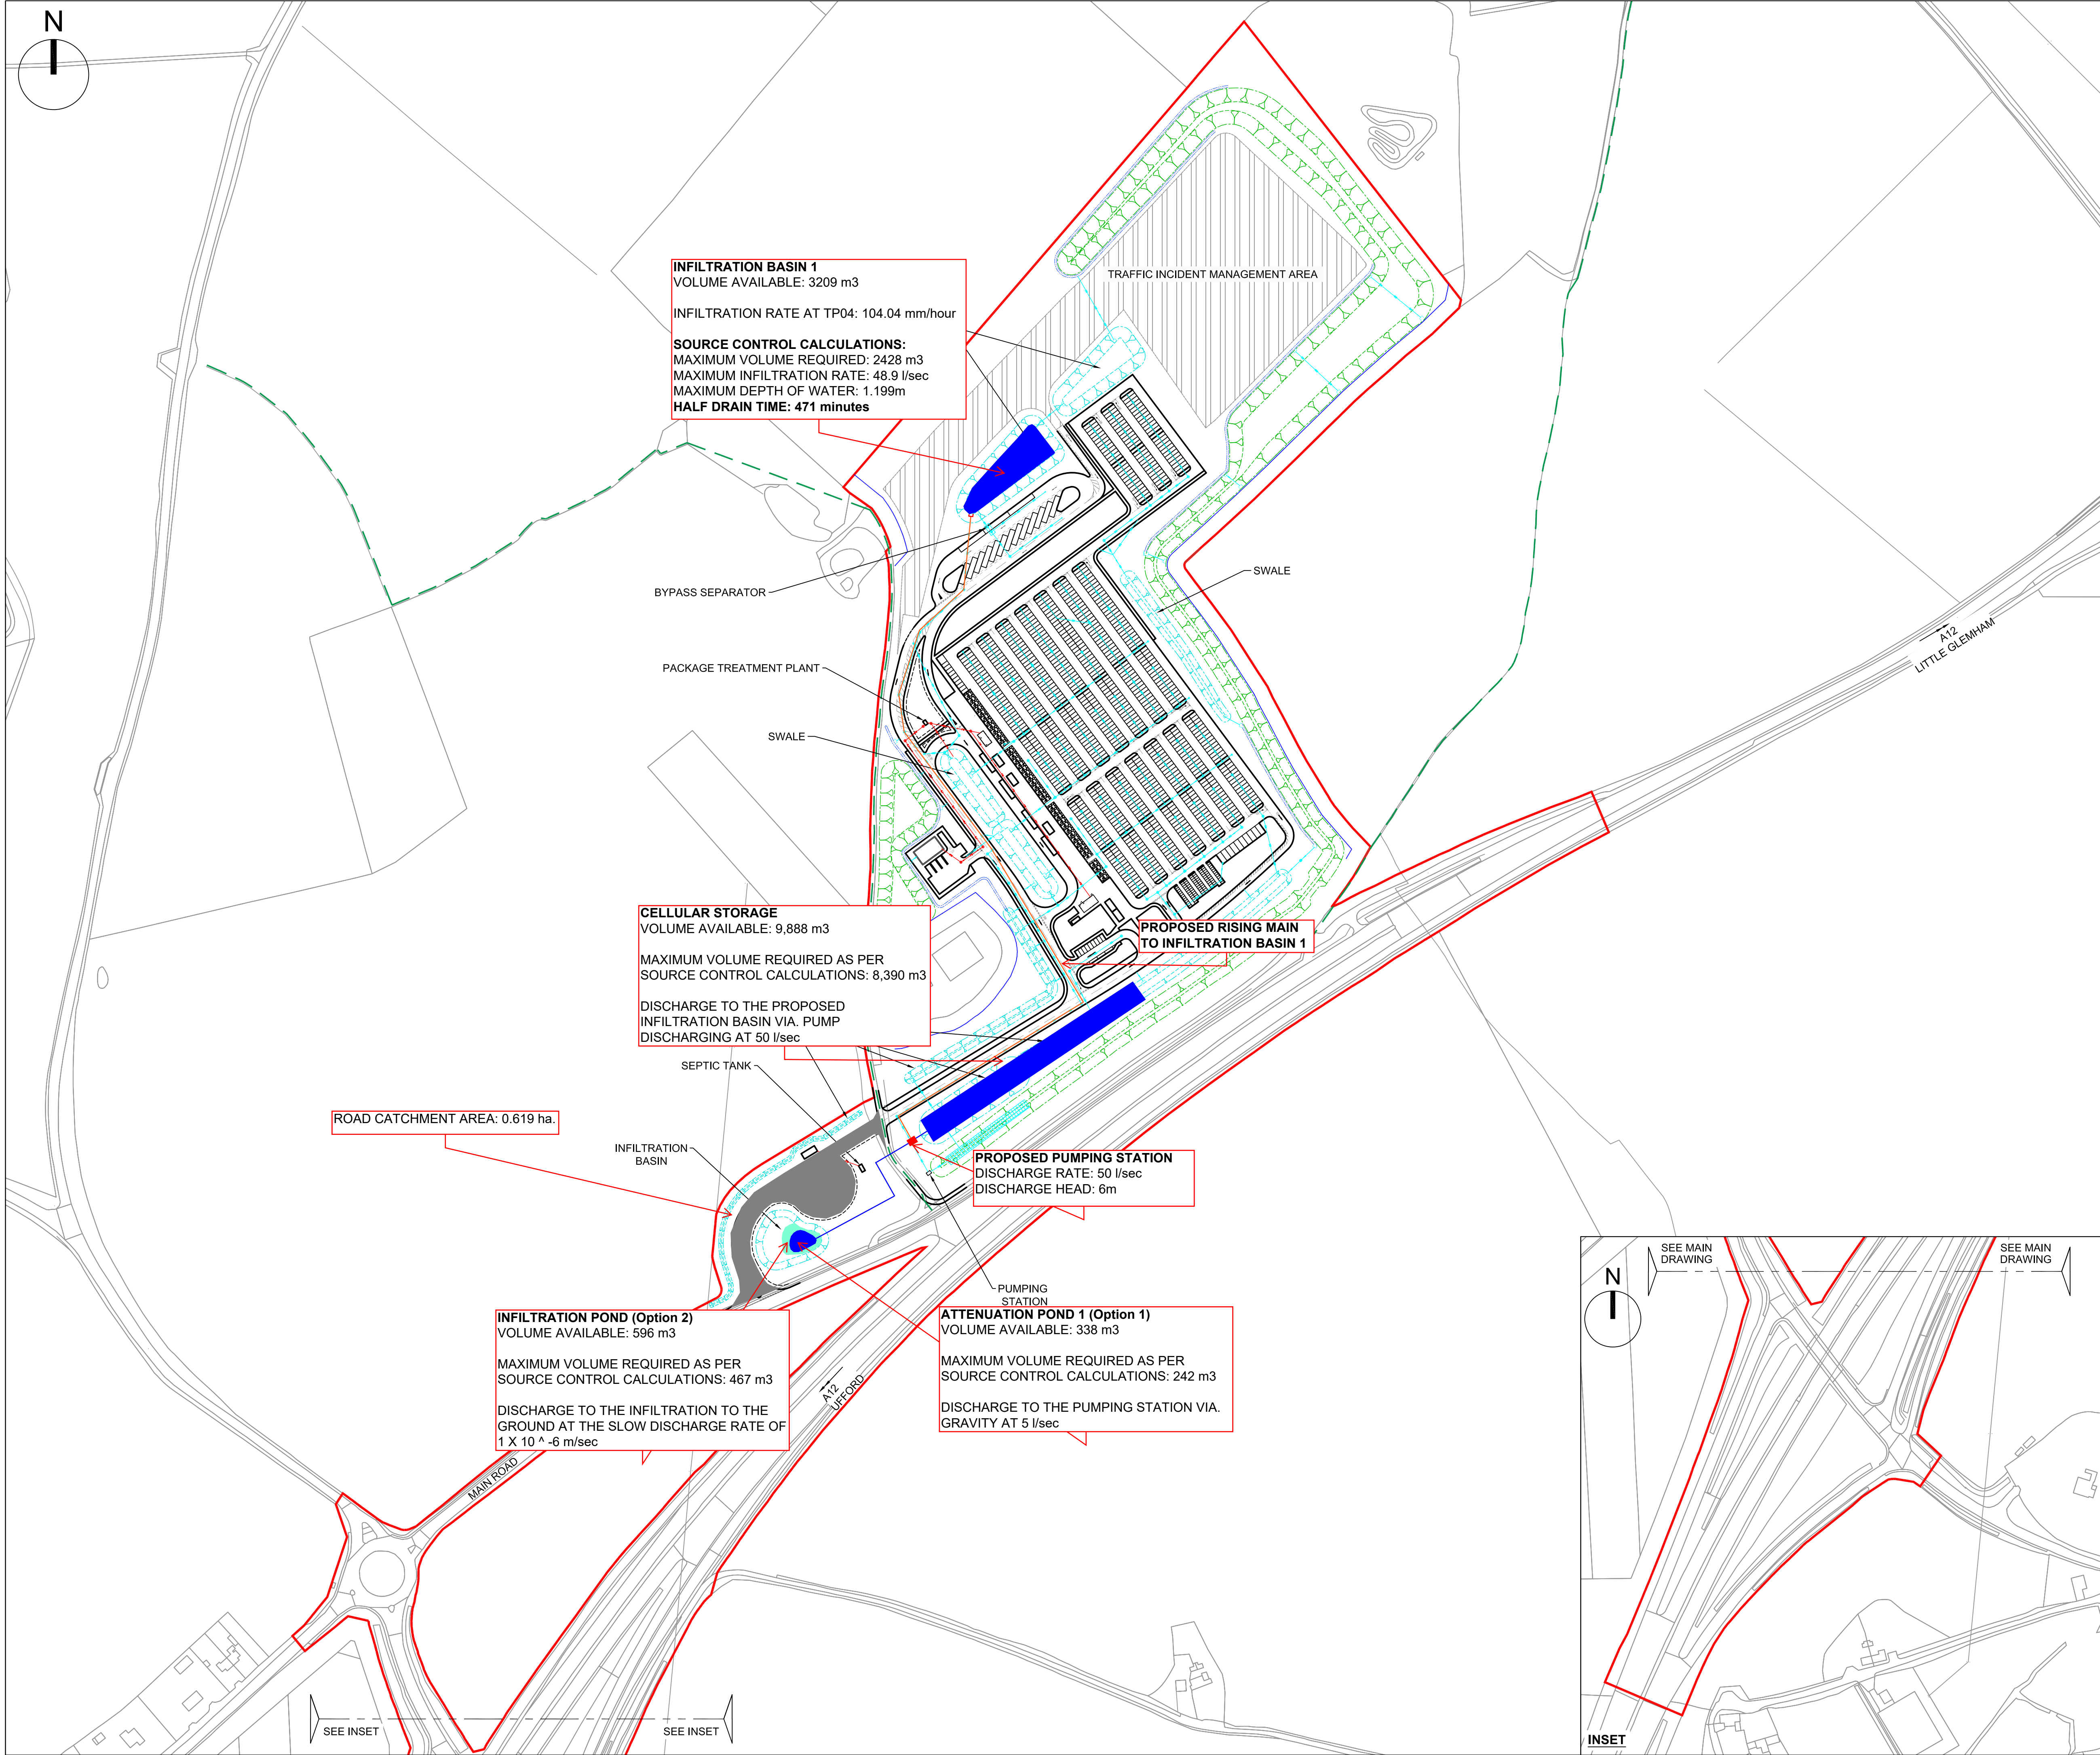 N
INFILTRATION BASIN 1
VOLUME AVAILABLE: 3209 m3
INFILTRATION RATE AT TP04: 104.04 mm/hour
SOURCE CONTROL CALCULATIONS:
MAXIMUM VOLUME REQUIRED: 2428 m3
MAXIMUM INFILTRATION RATE: 48.9 l/sec
MAXIMUM DEPTH OF WATER: 1.199m
HALF DRAIN TIME: 471 minutes
TRAFFIC INCIDENT MANAGEMENT AREA
BYPASS SEPARATOR
SWALE
A12
LITTLE GLEMHAM
PACKAGE TREATMENT PLANT
SWALE
CELLULAR STORAGE
VOLUME AVAILABLE: 9,888 m3
MAXIMUM VOLUME REQUIRED AS PER
SOURCE CONTROL CALCULATIONS: 8,390 m3
DISCHARGE TO THE PROPOSED
INFILTRATION BASIN VIA. PUMP
DISCHARGING AT 50 l/sec
PROPOSED RISING MAIN
TO INFILTRATION BASIN 1
SEPTIC TANK
ROAD CATCHMENT AREA: 0.619 ha.
INFILTRATION
BASIN
PROPOSED PUMPING STATION
DISCHARGE RATE: 50 l/sec
DISCHARGE HEAD: 6m
PUMPING
STATION
INFILTRATION POND (Option 2)
VOLUME AVAILABLE: 596 m3
MAXIMUM VOLUME REQUIRED AS PER
SOURCE CONTROL CALCULATIONS: 467 m3
DISCHARGE TO THE INFILTRATION TO THE
GROUND AT THE SLOW DISCHARGE RATE OF
1 X 10 ^ -6 m/sec
ATTENUATION POND 1 (Option 1)
VOLUME AVAILABLE: 338 m3
MAXIMUM VOLUME REQUIRED AS PER
SOURCE CONTROL CALCULATIONS: 242 m3
DISCHARGE TO THE PUMPING STATION VIA.
GRAVITY AT 5 l/sec
A12
UFFORD
MAIN ROAD
SEE INSET
SEE INSET
SEE MAIN
DRAWING
SEE MAIN
DRAWING
N
INSET